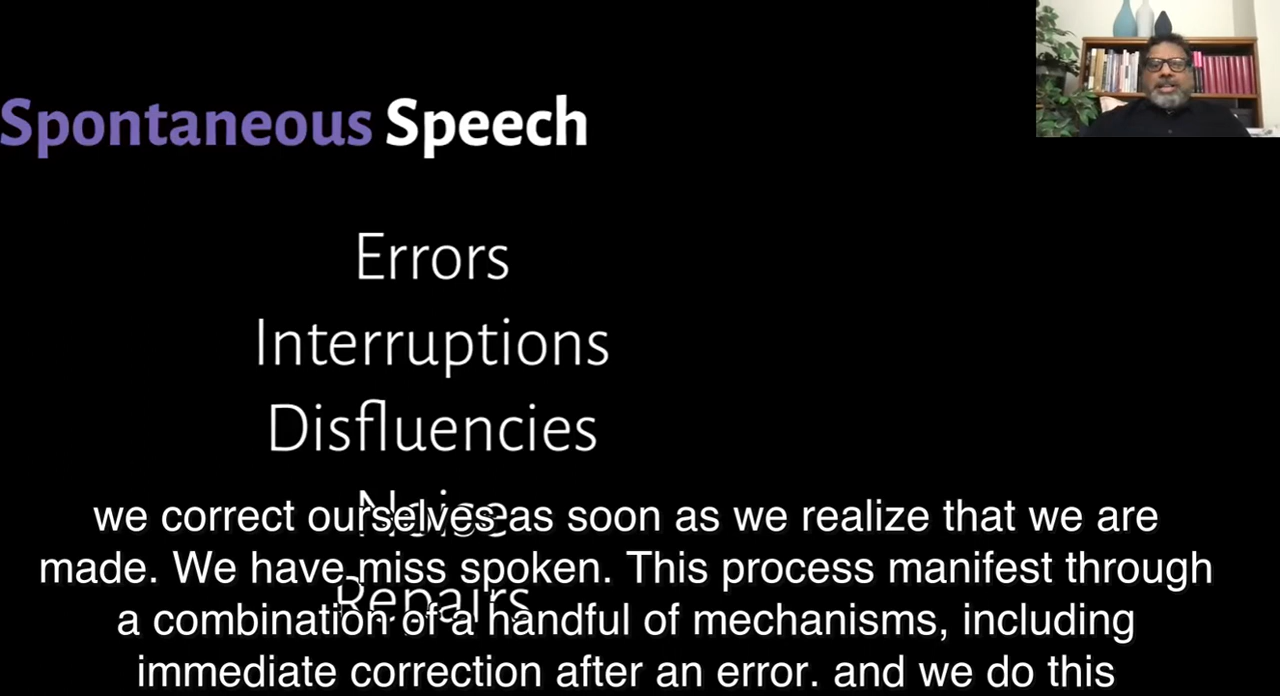 Spontaneous Speech
Errors
Interruptions
Disfluencies
Noise
Repairs
we correct ourselves as soon as we realize that we are
made. We have miss spoken. This process manifest through
a combination of a handful of mechanisms, including
immediate correction after an error. and we do this